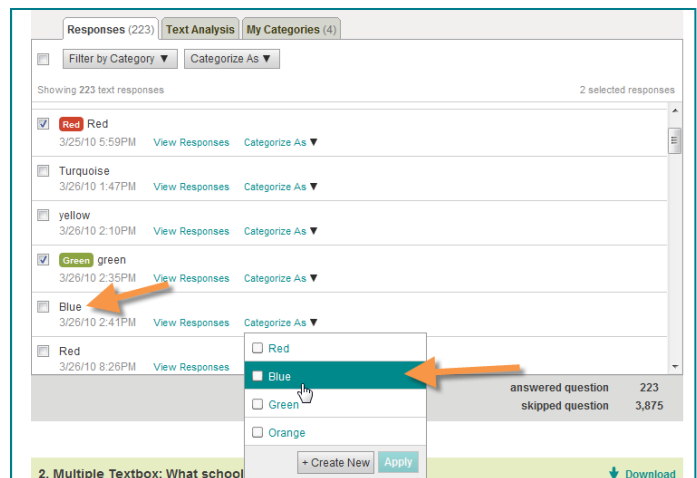 Responses (223) Text Analysis My Categories (4)
Filter by Category ▼ Categorize As ▼
Showing 223 text responses 2 selected responses
Red Red
3/25/10 5:59PM View Responses Categorize As ▼
Turquoise
3/26/10 1:47PM View Responses Categorize As ▼
yellow
3/26/10 2:10PM View Responses Categorize As ▼
Green green
3/26/10 2:35PM View Responses Categorize As ▼
Blue
3/26/10 2:41PM View Responses Categorize As ▼
Red
3/26/10 8:26PM View Responses
Red
Blue
Green
Orange
+ Create New Apply
answered question 223
skipped question 3,875
2. Multiple Textbox: What school Download